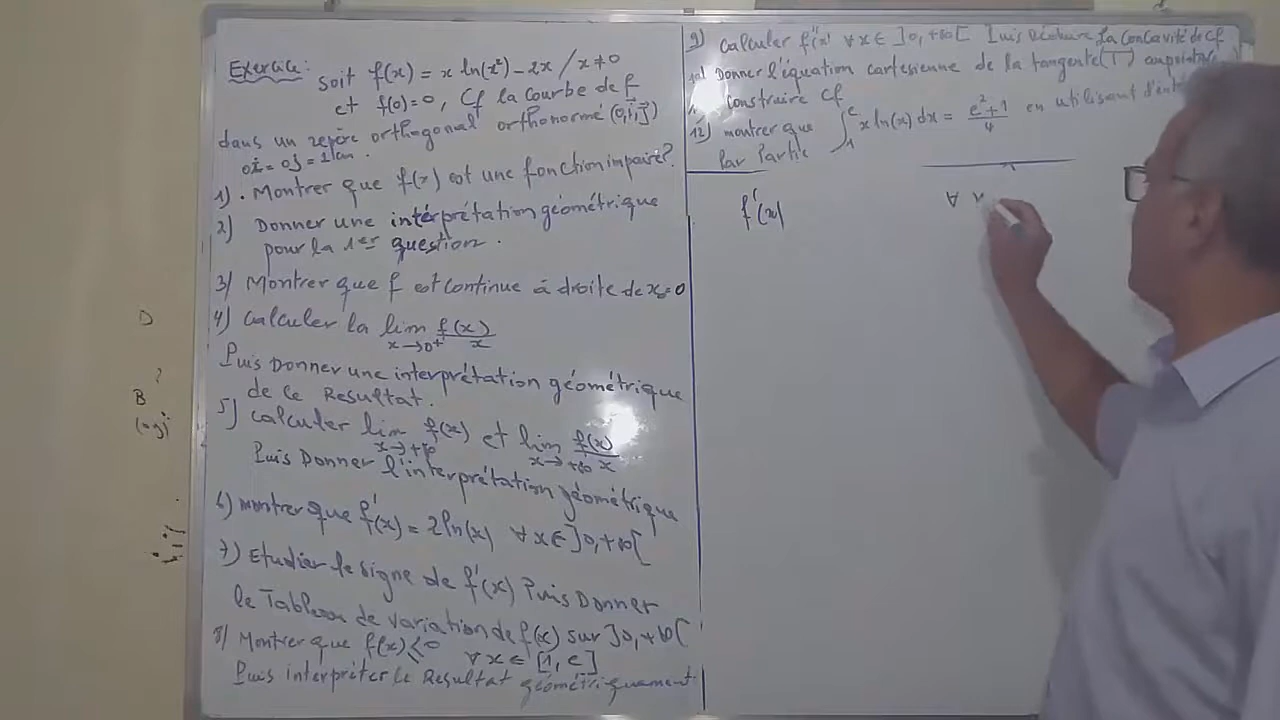 Exercice:
soit f(x) = x ln(x²) - 2x / x ≠ 0
et f(0) = 0, Cf la courbe de f
dans un repère orthogonal orthonormé (0,i,j)
oi = oj = 1cm.
1) . Montrer que f(x) est une fonction impaire?
2) Donner une intérprétation géométrique
pour la 1er question.
3) Montrer que f est continue à droite de x₀=0
4) calculer la lim x→0⁺ f(x)/x
Puis Donner une interprétation géométrique
de ce Resultat.
5) calculer lim x→+∞ f(x) et lim x→+∞ f(x)/x
Puis Donner l'interprétation géométrique
6) montrer que f'(x) = 2ln(x) ∀x∈]0,+∞[
7) Etudier le signe de f'(x) Puis Donner
le Tableau de variation de f(x) sur ]0,+∞[
8) Montrer que f(x) ≤ 0 ∀x∈[1,e]
Puis interpréter le Resultat géométriquement
9) calculer f''(x) ∀x∈]0,+∞[ Puis Déduire la concavité de Cf
Donner l'équation cartesienne de la tangente (T) au point
construire Cf
12) montrer que ∫₁ᵉ x ln(x) dx = (e²+1)/4 en utilisant
Par Partie
f'(x)
∀ x
D
?
B